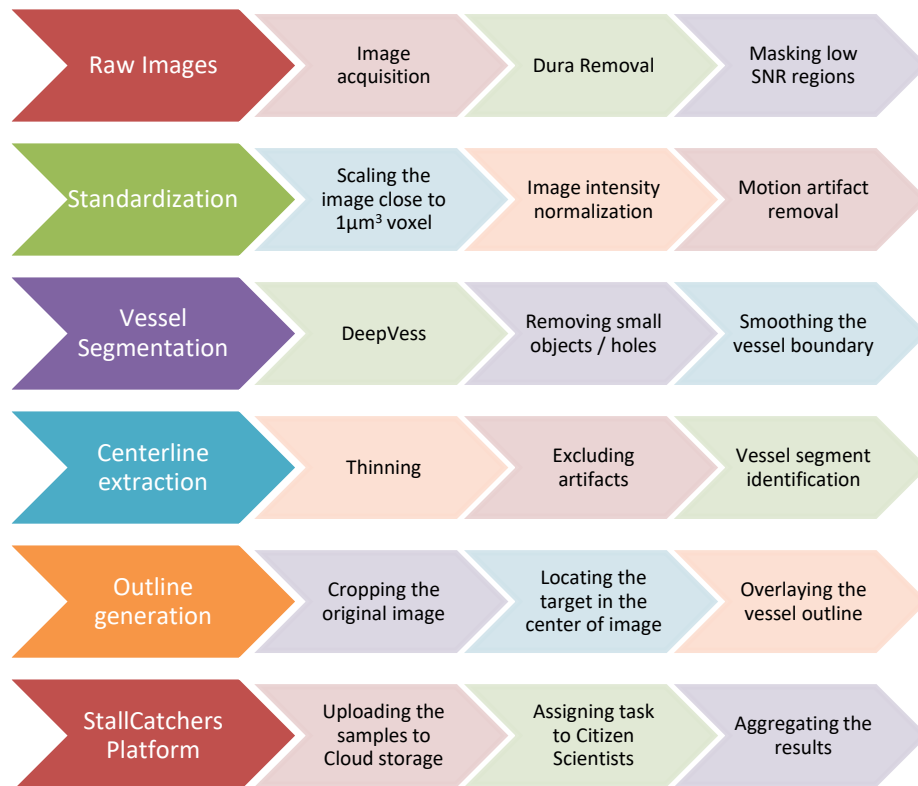 Raw Images
Image
acquisition
Dura Removal
Masking low
SNR regions
Standardization
Scaling the
image close to
1µm³ voxel
Image intensity
normalization
Motion artifact
removal
Vessel
Segmentation
DeepVess
Removing small
objects / holes
Smoothing the
vessel boundary
Centerline
extraction
Thinning
Excluding
artifacts
Vessel segment
identification
Outline
generation
Cropping the
original image
Locating the
target in the
center of image
Overlaying the
vessel outline
StallCatchers
Platform
Uploading the
samples to
Cloud storage
Assigning task
to Citizen
Scientists
Aggregating the
results